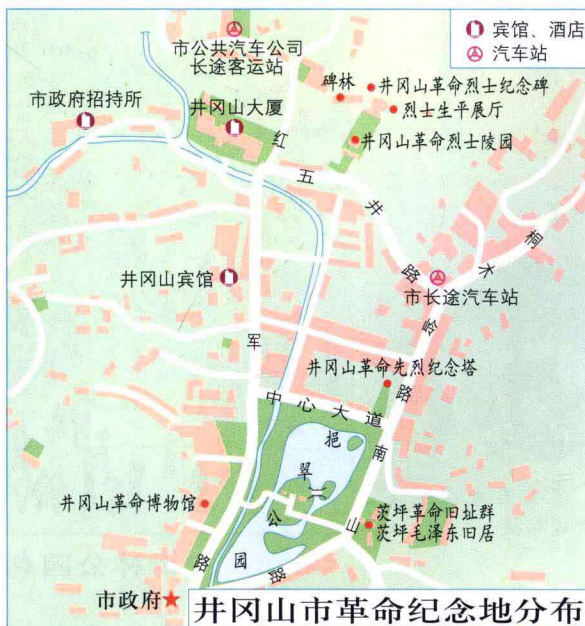 宾馆、酒店
汽车站
市公共汽车公司
长途客运站
市政府招持所
井冈山大厦
碑林
井冈山革命烈士纪念碑
烈士生平展厅
井冈山革命烈士陵园
红军路
五井路
桐木岭路
市长途汽车站
井冈山宾馆
井冈山革命先烈纪念塔
中心大道
挹翠公园
南山路
井冈山革命博物馆
茨坪革命旧址群
茨坪毛泽东旧居
市政府
井冈山市革命纪念地分布